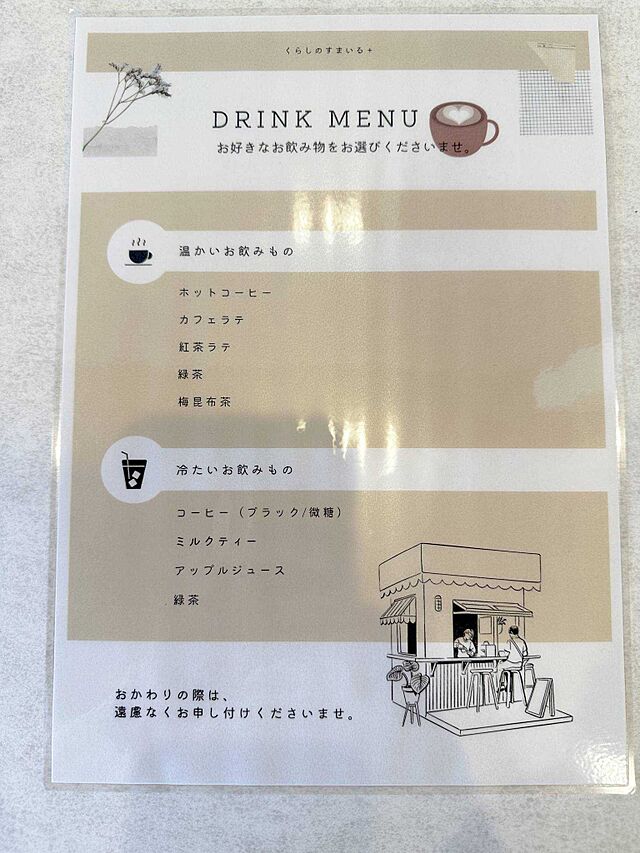 くらしのすまいる+
DRINK MENU
お好きなお飲み物をお選びくださいませ。
温かいお飲みもの
ホットコーヒー
カフェラテ
紅茶ラテ
緑茶
梅昆布茶
冷たいお飲みもの
コーヒー（ブラック/微糖）
ミルクティー
アップルジュース
緑茶
おかわりの際は、
遠慮なくお申し付けくださいませ。